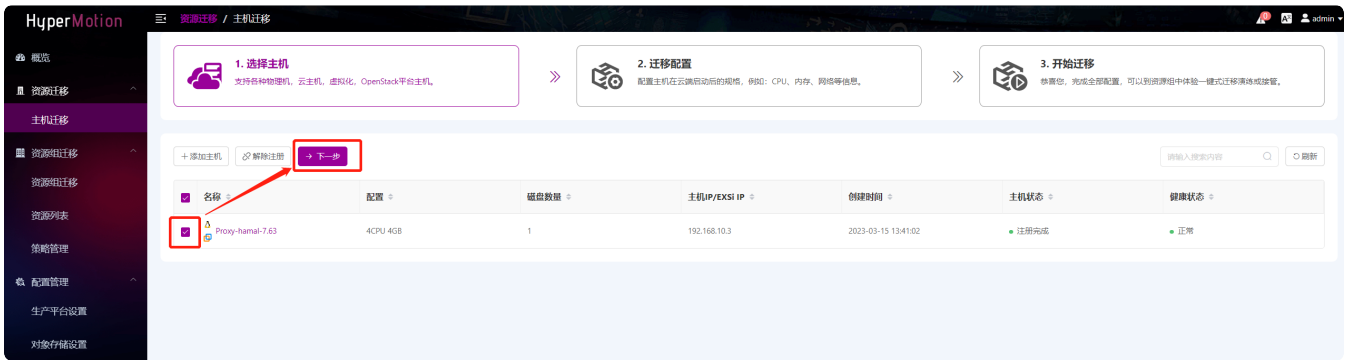 HyperMotion
资源迁移 / 主机迁移
admin
概览
资源迁移
主机迁移
资源组迁移
资源组迁移
资源列表
策略管理
配置管理
生产平台设置
对象存储设置
1. 选择主机
支持各种物理机，云主机，虚拟化，OpenStack平台主机。
2. 迁移配置
配置主机在云端启动后的规格，例如：CPU、内存、网络等信息。
3. 开始迁移
恭喜您，完成全部配置，可以到资源组中体验一键式迁移演练或接管。
添加主机 解除注册 下一步 请输入搜索内容 刷新
名称 配置 磁盘数量 主机IP/EXSi IP 创建时间 主机状态 健康状态
Proxy-hamal-7.63 4CPU 4GB 1 192.168.10.3 2023-03-15 13:41:02 注册完成 正常